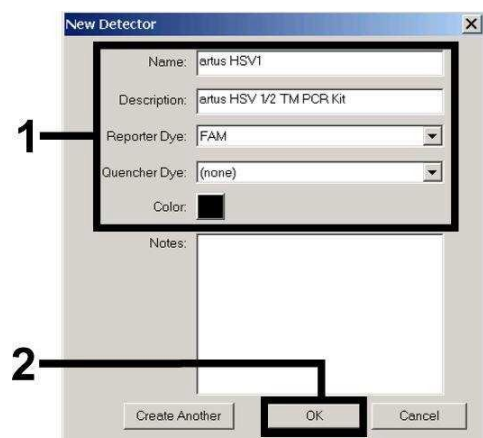 New Detector
Name: artus HSV1
Description: artus HSV 1/2 TM PCR Kit
1
Reporter Dye: FAM
Quencher Dye: (none)
Color:
Notes:
2
Create Another OK Cancel